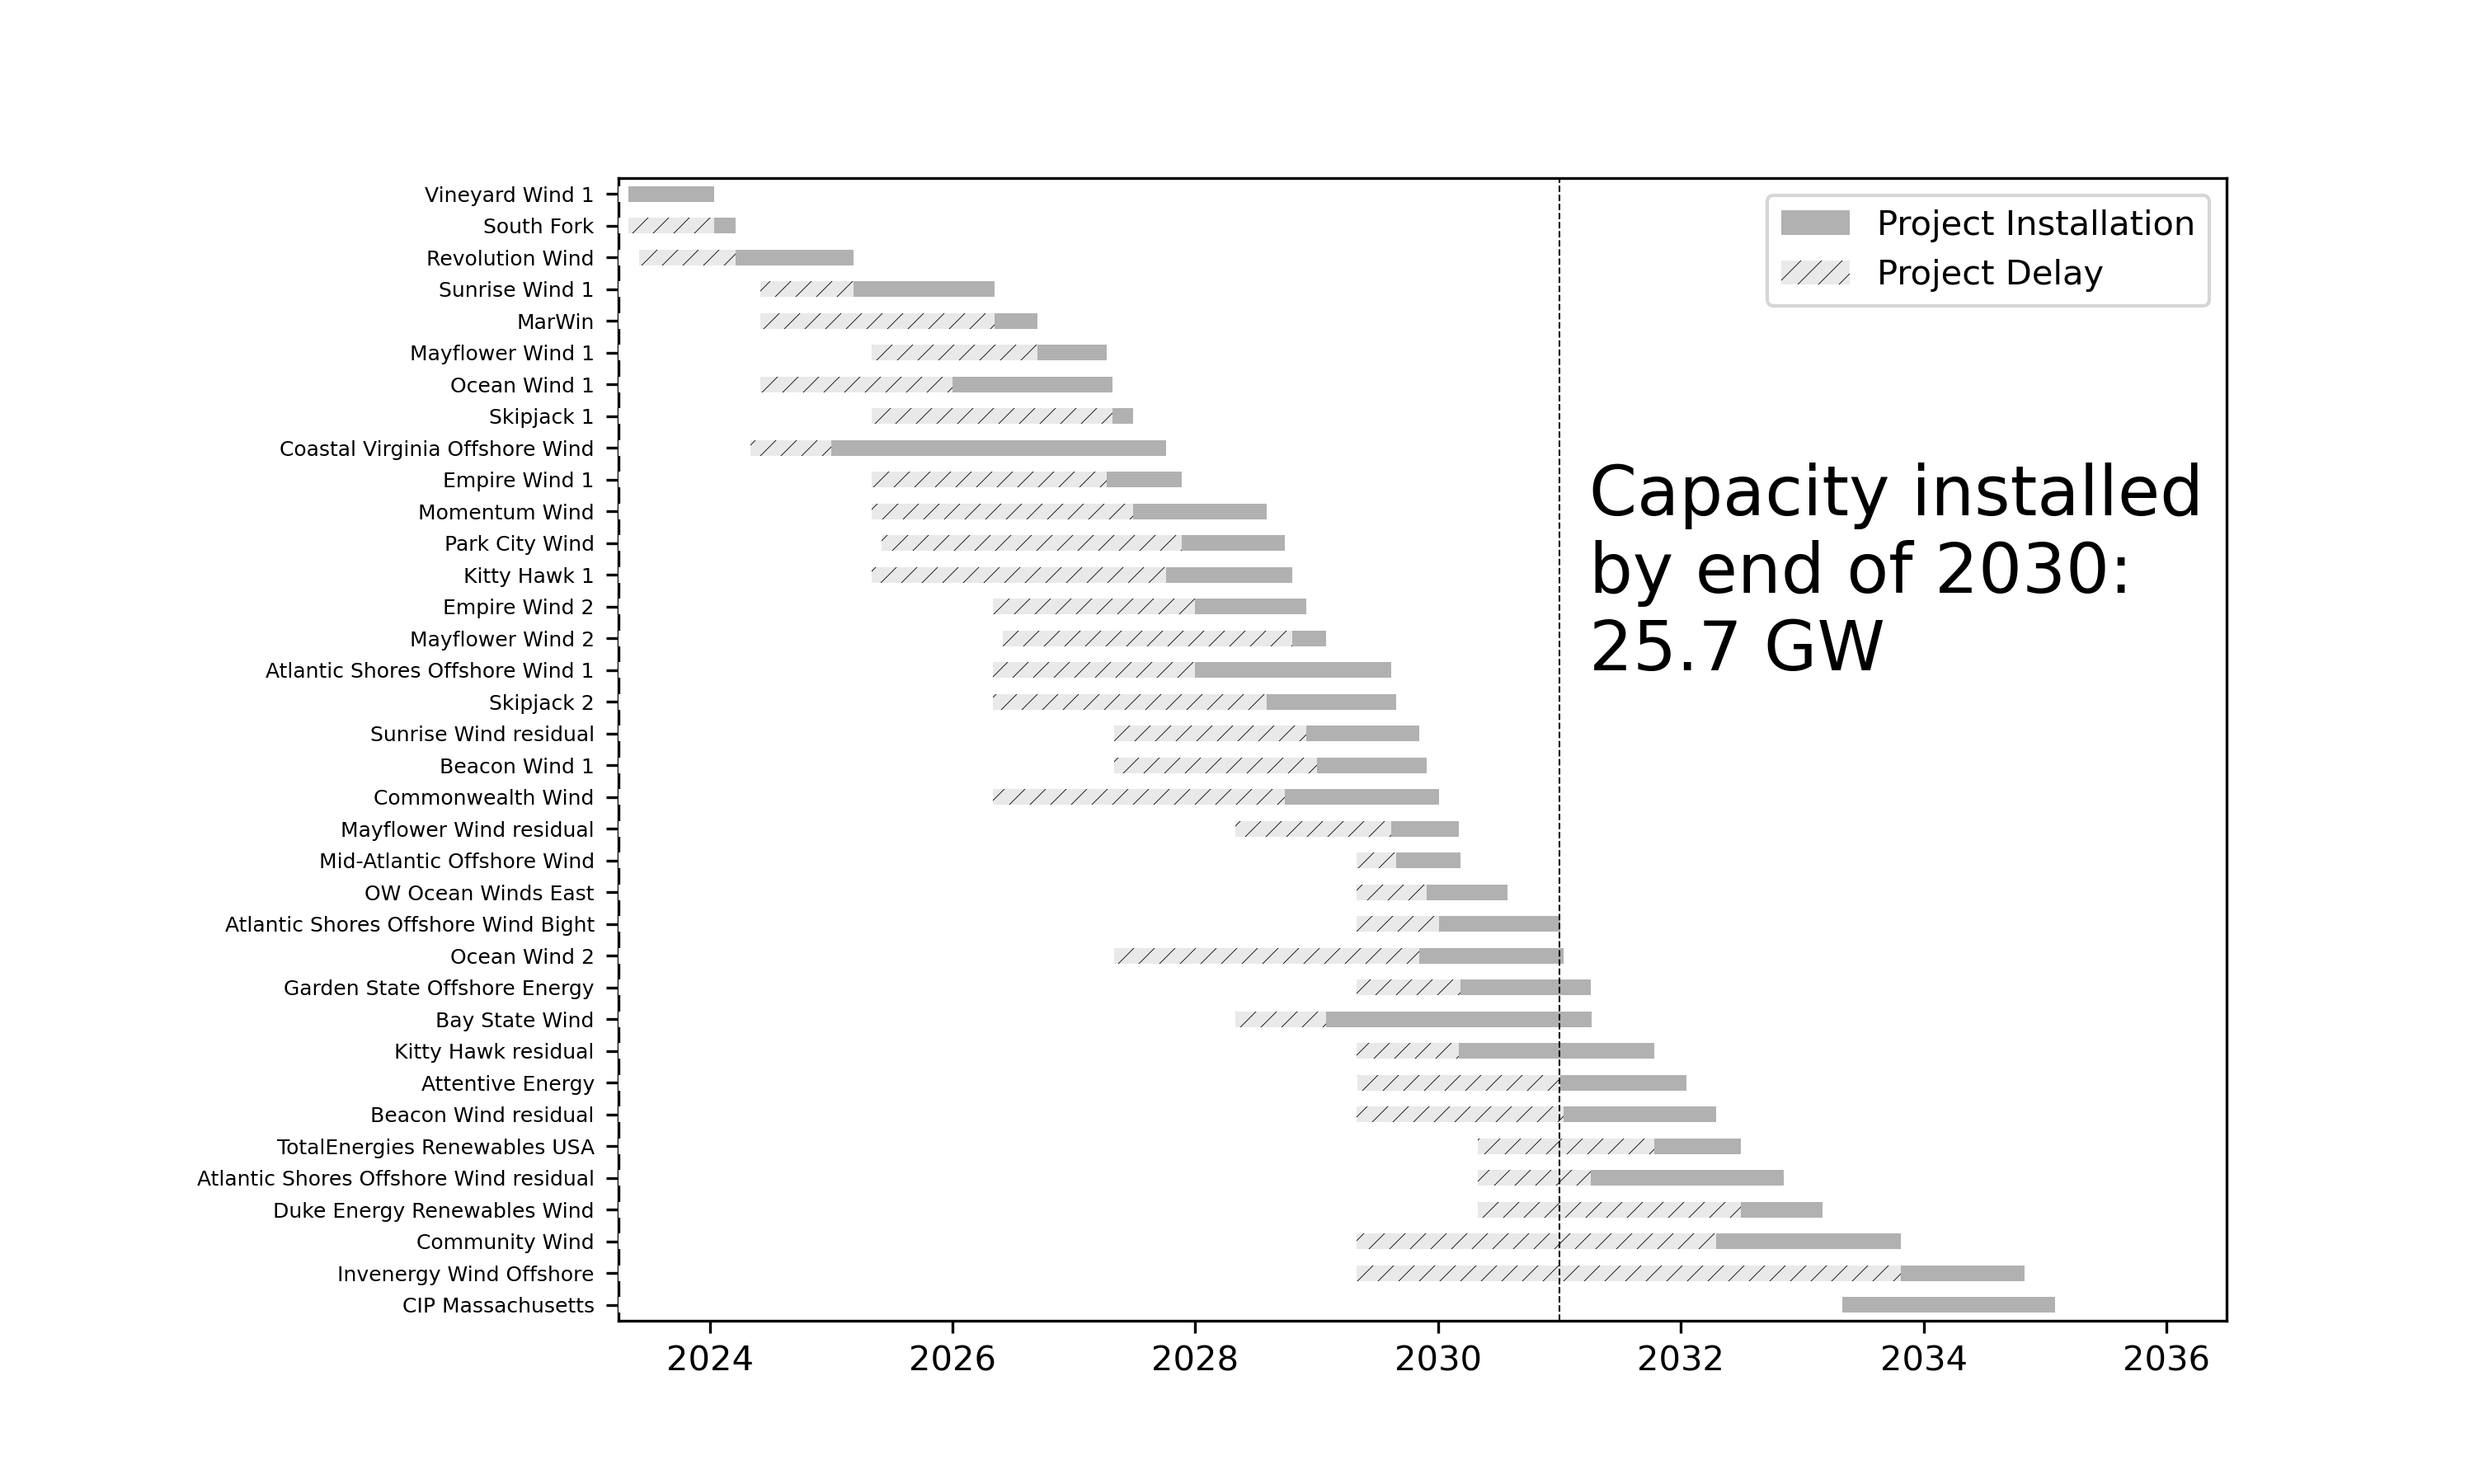 Vineyard Wind 1
South Fork
Revolution Wind
Sunrise Wind 1
MarWin
Mayflower Wind 1
Ocean Wind 1
Skipjack 1
Coastal Virginia Offshore Wind
Empire Wind 1
Momentum Wind
Park City Wind
Kitty Hawk 1
Empire Wind 2
Mayflower Wind 2
Atlantic Shores Offshore Wind 1
Skipjack 2
Sunrise Wind residual
Beacon Wind 1
Commonwealth Wind
Mayflower Wind residual
Mid-Atlantic Offshore Wind
OW Ocean Winds East
Atlantic Shores Offshore Wind Bight
Ocean Wind 2
Garden State Offshore Energy
Bay State Wind
Kitty Hawk residual
Attentive Energy
Beacon Wind residual
TotalEnergies Renewables USA
Atlantic Shores Offshore Wind residual
Duke Energy Renewables Wind
Community Wind
Invenergy Wind Offshore
CIP Massachusetts
Project Installation
Project Delay
Capacity installed
by end of 2030:
25.7 GW
2024 2026 2028 2030 2032 2034 2036